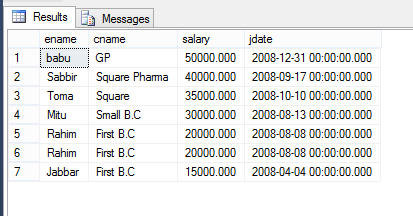 Results Messages
ename cname salary jdate
1 babu GP 50000.000 2008-12-31 00:00:00.000
2 Sabbir Square Pharma 40000.000 2008-09-17 00:00:00.000
3 Toma Square 35000.000 2008-10-10 00:00:00.000
4 Mitu Small B.C 30000.000 2008-08-13 00:00:00.000
5 Rahim First B.C 20000.000 2008-08-08 00:00:00.000
6 Rahim First B.C 20000.000 2008-08-08 00:00:00.000
7 Jabbar First B.C 15000.000 2008-04-04 00:00:00.000